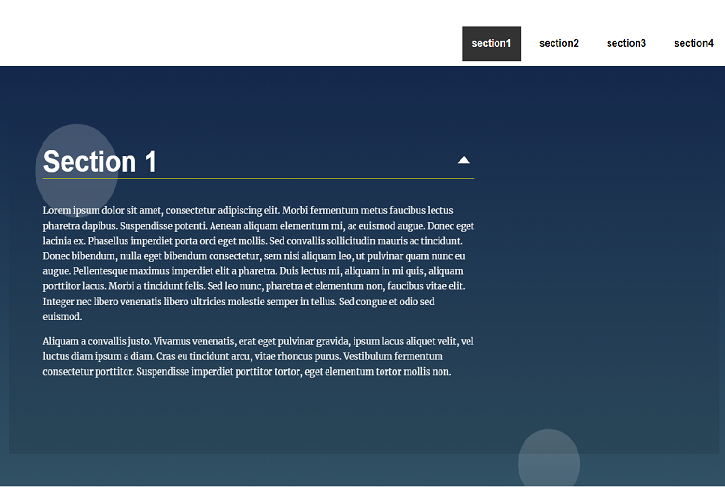 section1 section2 section3 section4
Section 1
Lorem ipsum dolor sit amet, consectetur adipiscing elit. Morbi fermentum metus faucibus lectus
pharetra dapibus. Suspendisse potenti. Aenean aliquam elementum mi, ac euismod augue. Donec eget
lacinia ex. Phasellus imperdiet porta orci eget mollis. Sed convallis sollicitudin mauris ac tincidunt.
Donec bibendum, nulla eget bibendum consectetur, sem nisi aliquam leo, ut pulvinar quam nunc eu
augue. Pellentesque maximus imperdiet elit a pharetra. Duis lectus mi, aliquam in mi quis, aliquam
porttitor lacus. Morbi a tincidunt felis. Sed leo nunc, pharetra et elementum non, faucibus vitae elit.
Integer nec libero venenatis libero ultricies molestie semper in tellus. Sed congue et odio sed
euismod.
Aliquam a convallis justo. Vivamus venenatis, erat eget pulvinar gravida, ipsum lacus aliquet velit, vel
luctus diam ipsum a diam. Cras eu tincidunt arcu, vitae rhoncus purus. Vestibulum fermentum
consectetur porttitor. Suspendisse imperdiet porttitor tortor, eget elementum tortor mollis non.